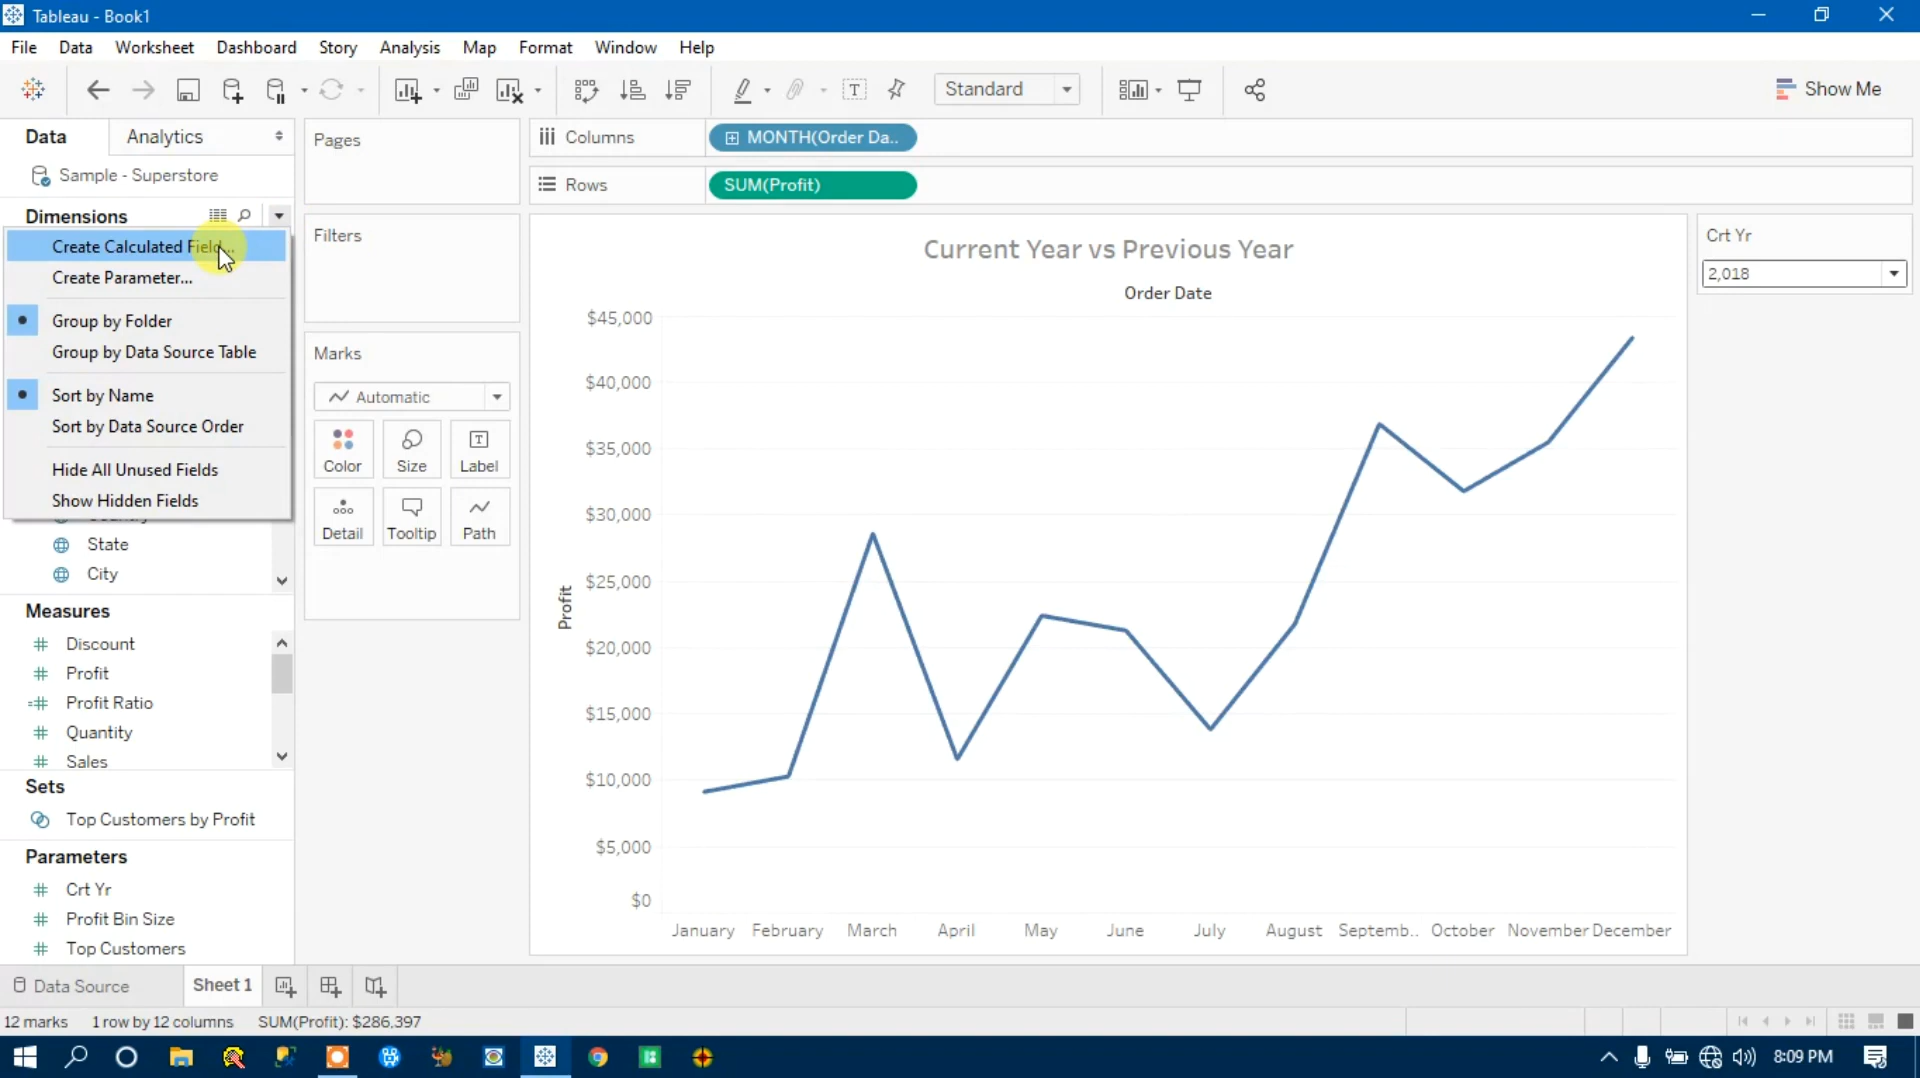 Tableau - Book1
File Data Worksheet Dashboard Story Analysis Map Format Window Help
Standard
Show Me
Data Analytics
Sample - Superstore
Dimensions
Create Calculated Field...
Create Parameter...
Group by Folder
Group by Data Source Table
Sort by Name
Sort by Data Source Order
Hide All Unused Fields
Show Hidden Fields
State
City
Measures
Discount
Profit
Profit Ratio
Quantity
Sales
Sets
Top Customers by Profit
Parameters
Crt Yr
Profit Bin Size
Top Customers
Pages
Filters
Marks
Automatic
Color Size Label
Detail Tooltip Path
Columns MONTH(Order Da..
Rows SUM(Profit)
Current Year vs Previous Year
Order Date
$45,000
$40,000
$35,000
$30,000
$25,000
$20,000
$15,000
$10,000
$5,000
$0
Profit
January February March April May June July August Septemb.. October November December
Crt Yr
2,018
Data Source Sheet 1
12 marks 1 row by 12 columns SUM(Profit): $286,397
8:09 PM